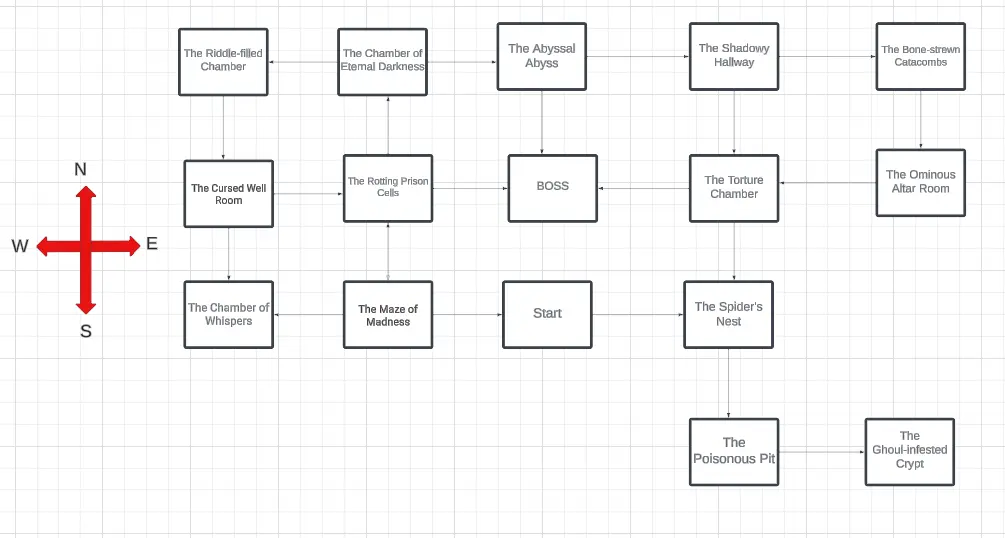 The Riddle-filled
Chamber
The Chamber of
Eternal Darkness
The Abyssal
Abyss
The Shadowy
Hallway
The Bone-strewn
Catacombs
N
W
E
S
The Cursed Well
Room
The Rotting Prison
Cells
BOSS
The Torture
Chamber
The Ominous
Altar Room
The Chamber of
Whispers
The Maze of
Madness
Start
The Spider's
Nest
The
Poisonous Pit
The
Ghoul-infested
Crypt